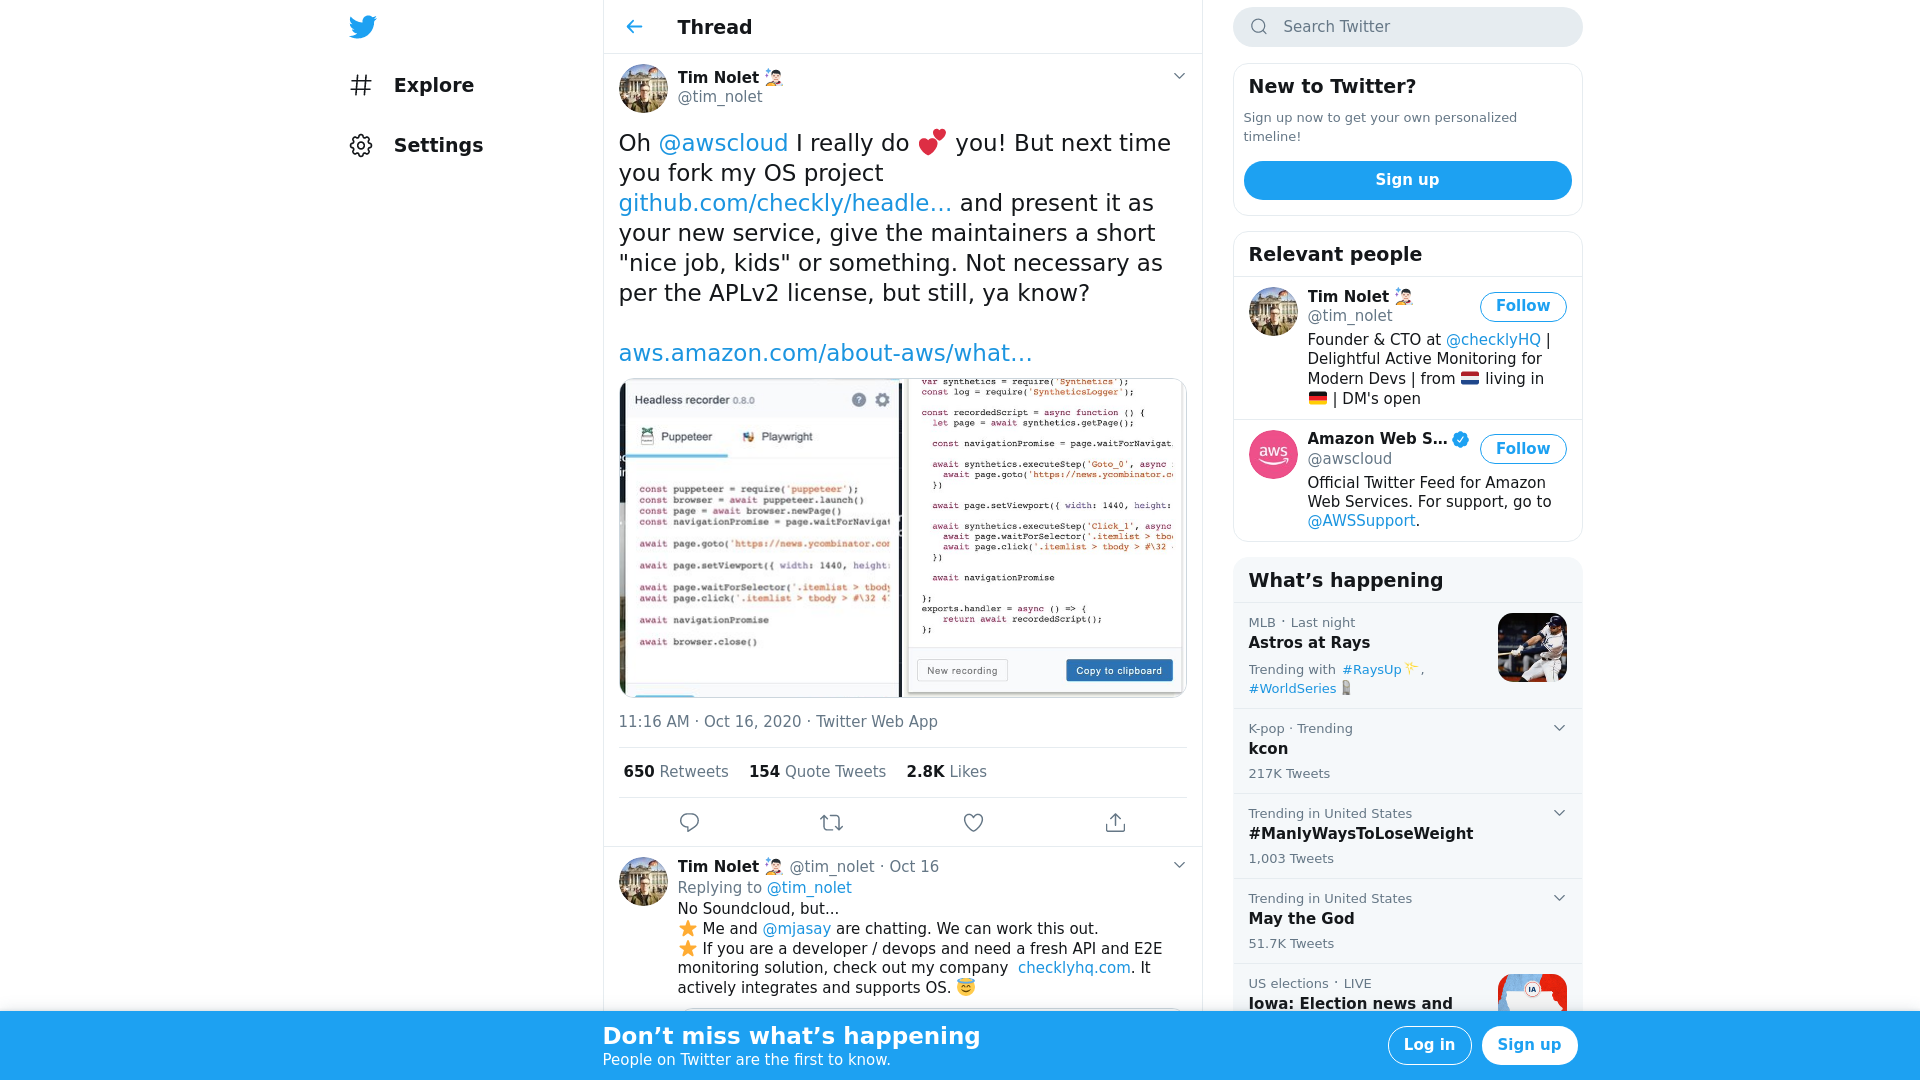 Explore
Settings
Thread
Tim Nolet
@tim_nolet
Oh @awscloud I really do 💕 you! But next time
you fork my OS project
github.com/checkly/headle… and present it as
your new service, give the maintainers a short
"nice job, kids" or something. Not necessary as
per the APLv2 license, but still, ya know?
aws.amazon.com/about-aws/what…
Headless recorder 0.8.0
Puppeteer Playwright
const puppeteer = require('puppeteer');
const browser = await puppeteer.launch()
const page = await browser.newPage()
const navigationPromise = page.waitForNavigat
await page.goto('https://news.ycombinator.com
await page.setViewport({ width: 1440, height:
await page.waitForSelector('.itemlist > tbody
await page.click('.itemlist > tbody > #\32 4
await navigationPromise
await browser.close()
var synthetics = require('Synthetics');
const log = require('SyntheticsLogger');
const recordedScript = async function () {
let page = await synthetics.getPage();
const navigationPromise = page.waitForNavigat
await synthetics.executeStep('Goto_0', async
await page.goto('https://news.ycombinator.c
})
await page.setViewport({ width: 1440, height:
await synthetics.executeStep('Click_1', async
await page.waitForSelector('.itemlist > tbo
await page.click('.itemlist > tbody > #\32
})
await navigationPromise
};
exports.handler = async () => {
return await recordedScript();
};
New recording
Copy to clipboard
11:16 AM · Oct 16, 2020 · Twitter Web App
650 Retweets 154 Quote Tweets 2.8K Likes
Tim Nolet @tim_nolet · Oct 16
Replying to @tim_nolet
No Soundcloud, but...
⭐ Me and @mjasay are chatting. We can work this out.
⭐ If you are a developer / devops and need a fresh API and E2E
monitoring solution, check out my company checklyhq.com. It
actively integrates and supports OS. 😇
Search Twitter
New to Twitter?
Sign up now to get your own personalized
timeline!
Sign up
Relevant people
Tim Nolet
@tim_nolet
Follow
Founder & CTO at @checklyHQ |
Delightful Active Monitoring for
Modern Devs | from 🇳🇱 living in
🇩🇪 | DM's open
aws
Amazon Web S…
@awscloud
Follow
Official Twitter Feed for Amazon
Web Services. For support, go to
@AWSSupport.
What’s happening
MLB · Last night
Astros at Rays
Trending with #RaysUp,
#WorldSeries
K-pop · Trending
kcon
217K Tweets
Trending in United States
#ManlyWaysToLoseWeight
1,003 Tweets
Trending in United States
May the God
51.7K Tweets
US elections · LIVE
Iowa: Election news and
IA
Don’t miss what’s happening
People on Twitter are the first to know.
Log in
Sign up